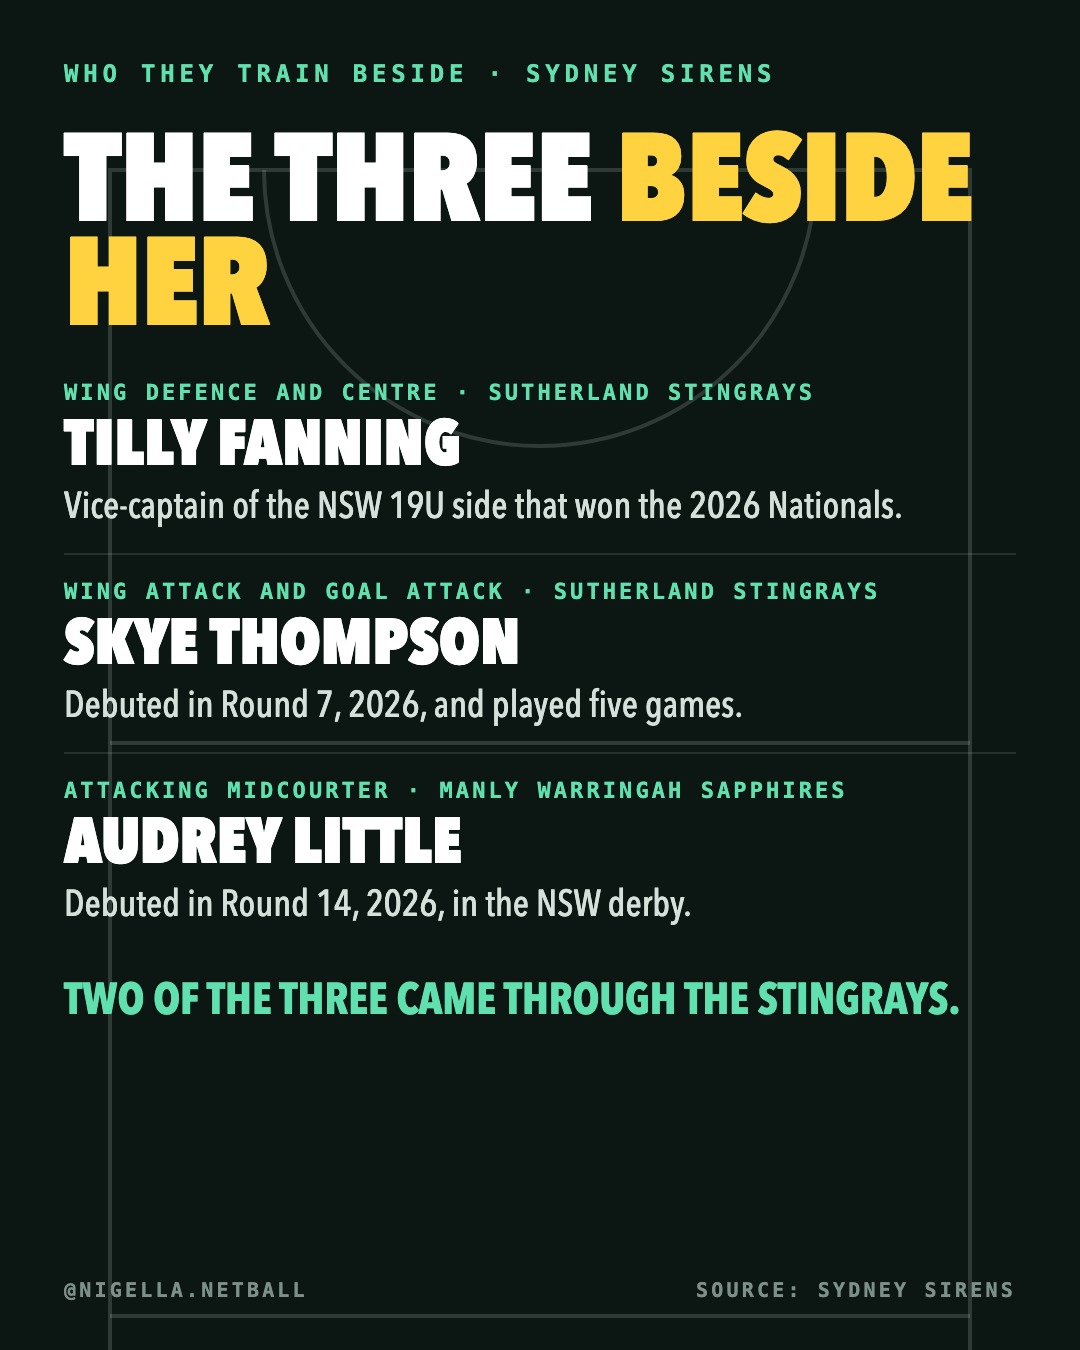 WHO THEY TRAIN BESIDE · SYDNEY SIRENS
THE THREE BESIDE
HER
WING DEFENCE AND CENTRE · SUTHERLAND STINGRAYS
TILLY FANNING
Vice-captain of the NSW 19U side that won the 2026 Nationals.
WING ATTACK AND GOAL ATTACK · SUTHERLAND STINGRAYS
SKYE THOMPSON
Debuted in Round 7, 2026, and played five games.
ATTACKING MIDCOURTER · MANLY WARRINGAH SAPPHIRES
AUDREY LITTLE
Debuted in Round 14, 2026, in the NSW derby.
TWO OF THE THREE CAME THROUGH THE STINGRAYS.
@NIGELLA.NETBALL
SOURCE: SYDNEY SIRENS